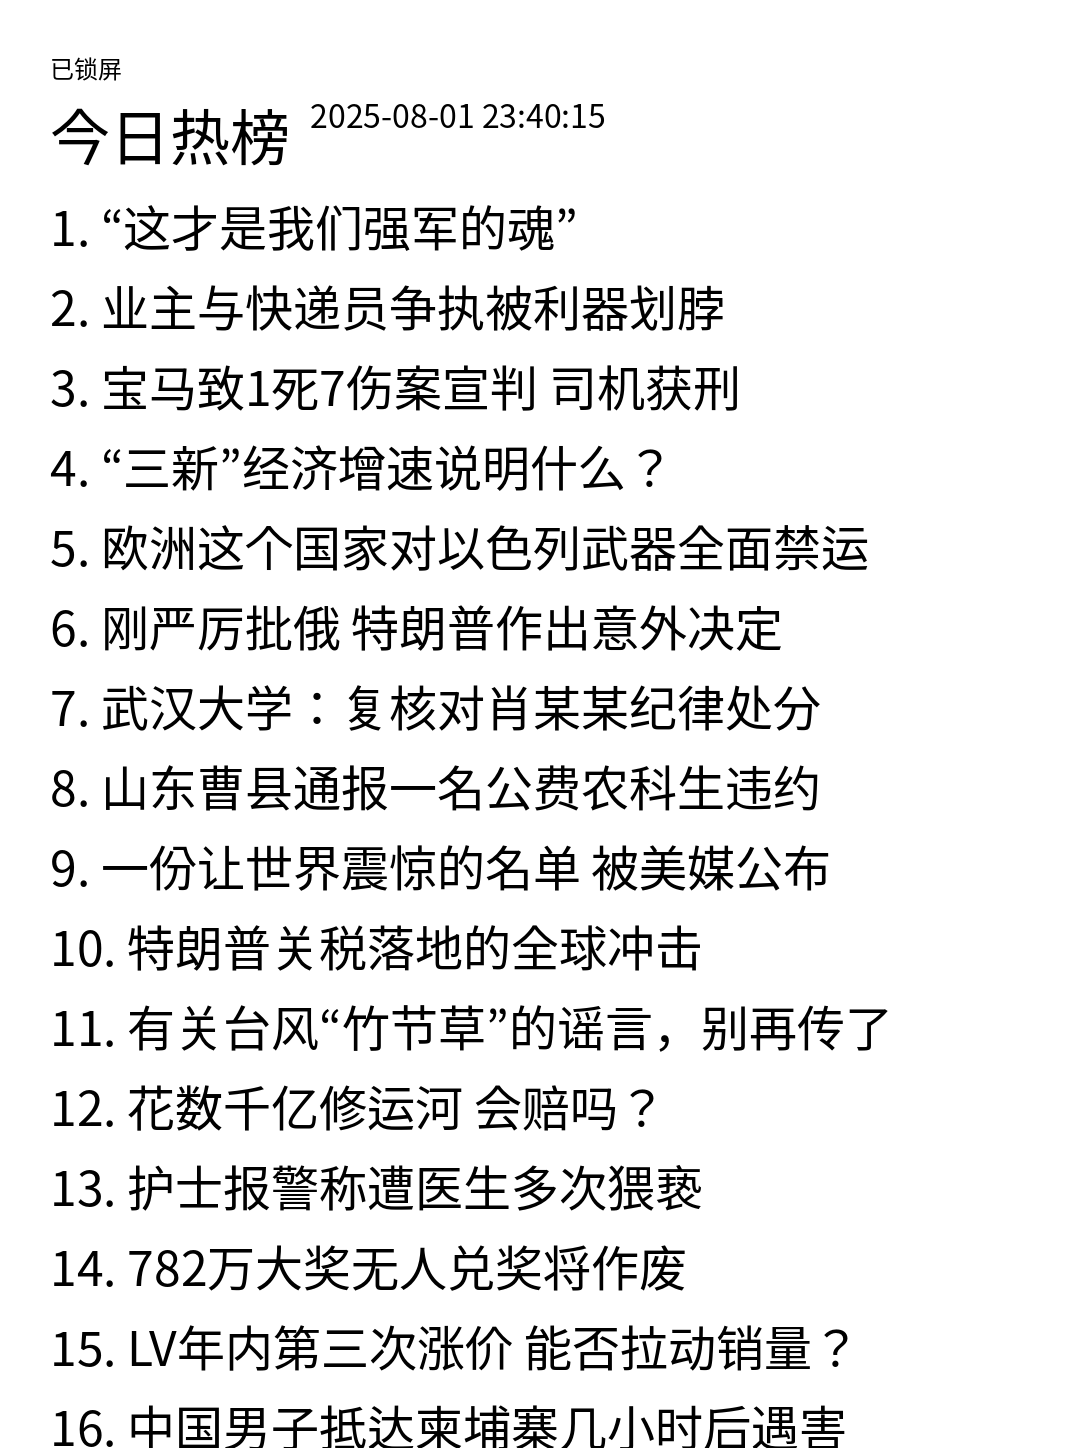 已锁屏
今日热榜 2025-08-01 23:40:15
1. “这才是我们强军的魂”
2. 业主与快递员争执被利器划脖
3. 宝马致1死7伤案宣判 司机获刑
4. “三新”经济增速说明什么？
5. 欧洲这个国家对以色列武器全面禁运
6. 刚严厉批俄 特朗普作出意外决定
7. 武汉大学：复核对肖某某纪律处分
8. 山东曹县通报一名公费农科生违约
9. 一份让世界震惊的名单 被美媒公布
10. 特朗普关税落地的全球冲击
11. 有关台风“竹节草”的谣言，别再传了
12. 花数千亿修运河 会赔吗？
13. 护士报警称遭医生多次猥亵
14. 782万大奖无人兑奖将作废
15. LV年内第三次涨价 能否拉动销量？
16. 中国男子抵达柬埔寨几小时后遇害